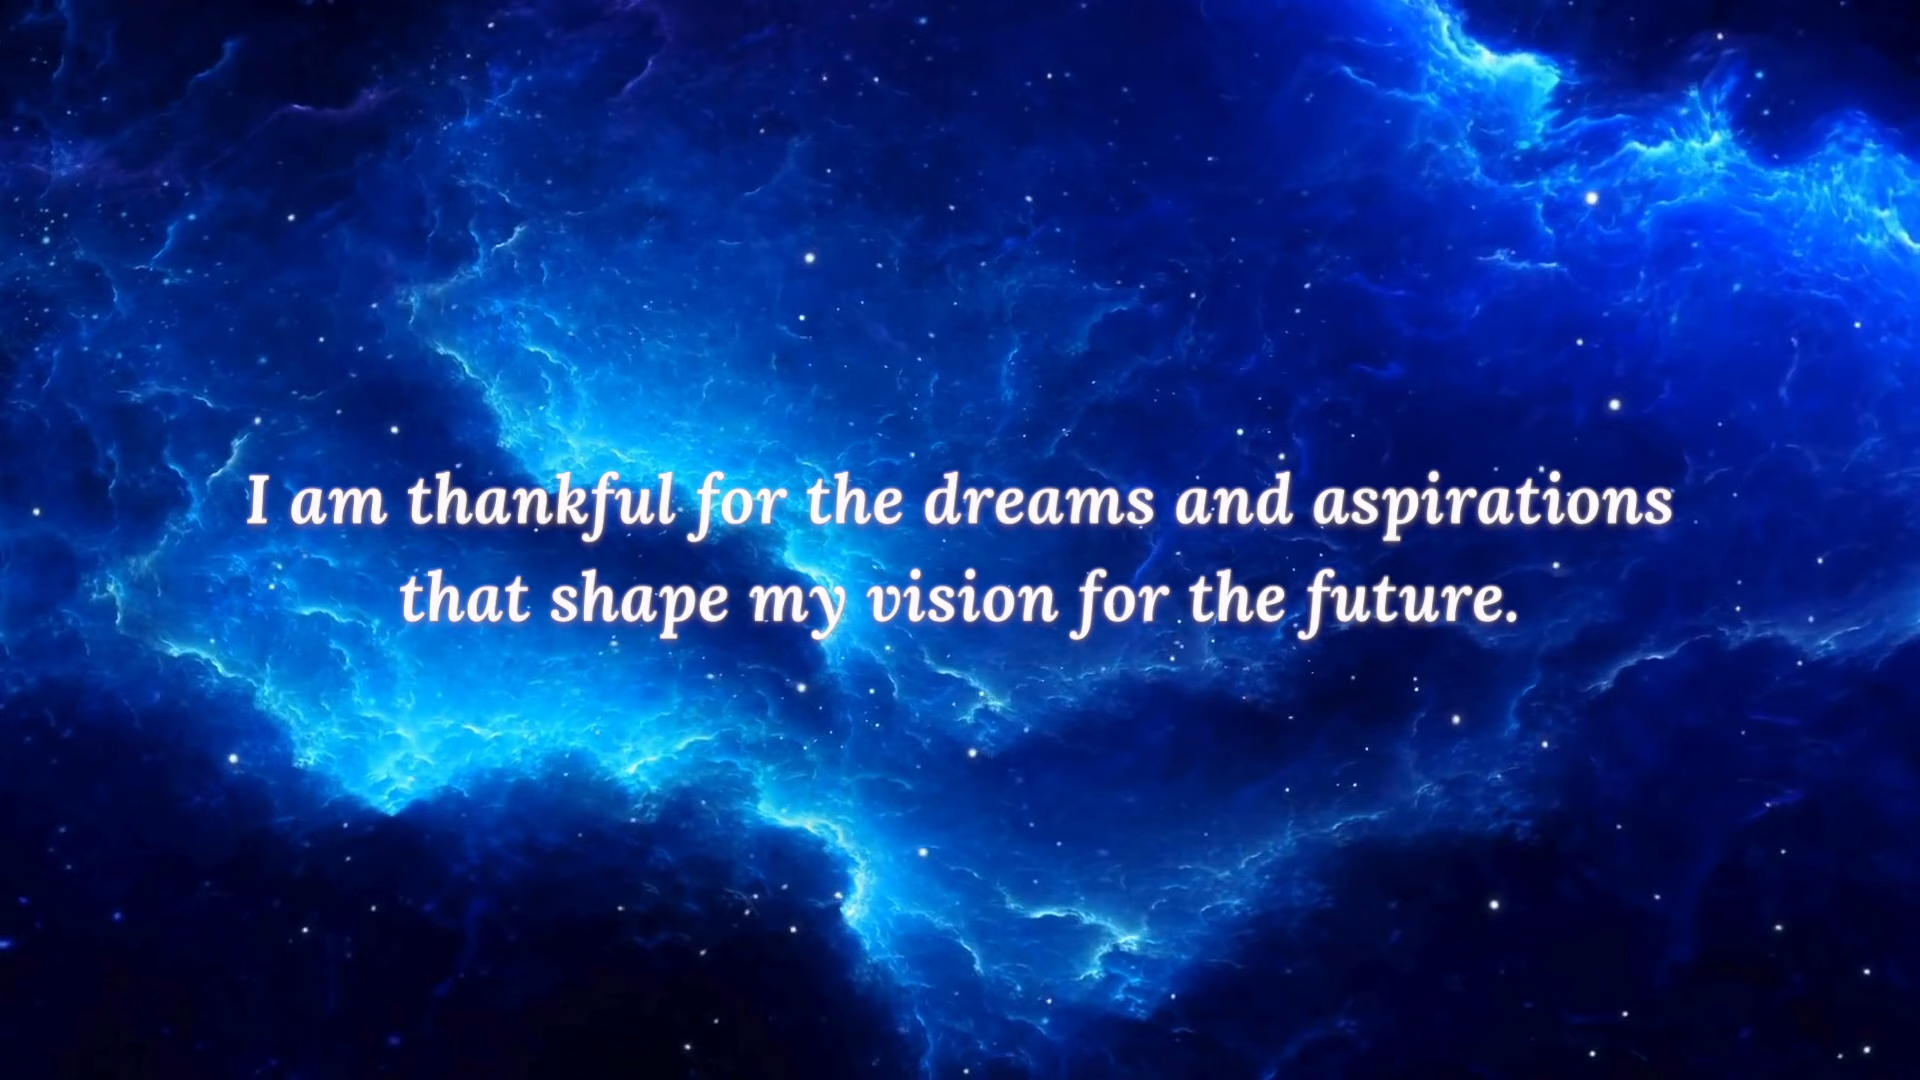 I am thankful for the dreams and aspirations
that shape my vision for the future.